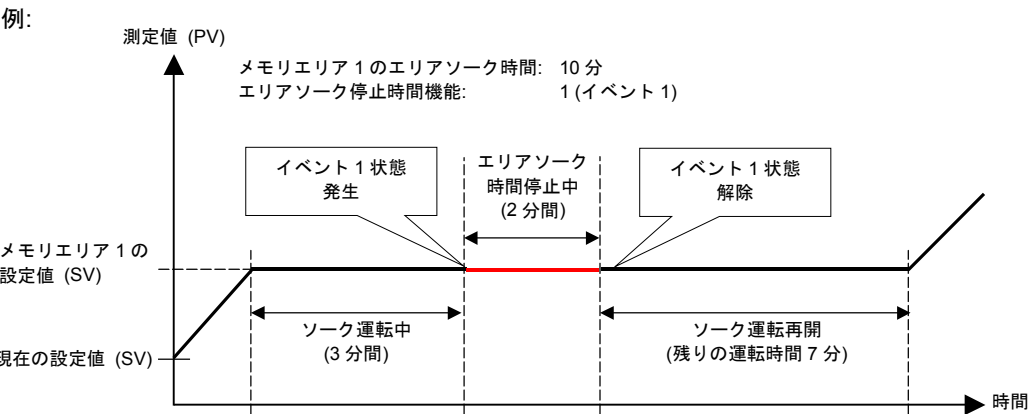 例:
測定値 (PV)
メモリエリア 1 のエリアソーク時間: 10 分
エリアソーク停止時間機能: 1 (イベント 1)
イベント 1 状態
発生
エリアソーク
時間停止中
(2 分間)
イベント 1 状態
解除
メモリエリア 1 の
設定値 (SV)
ソーク運転中
(3 分間)
ソーク運転再開
(残りの運転時間 7 分)
現在の設定値 (SV)
時間